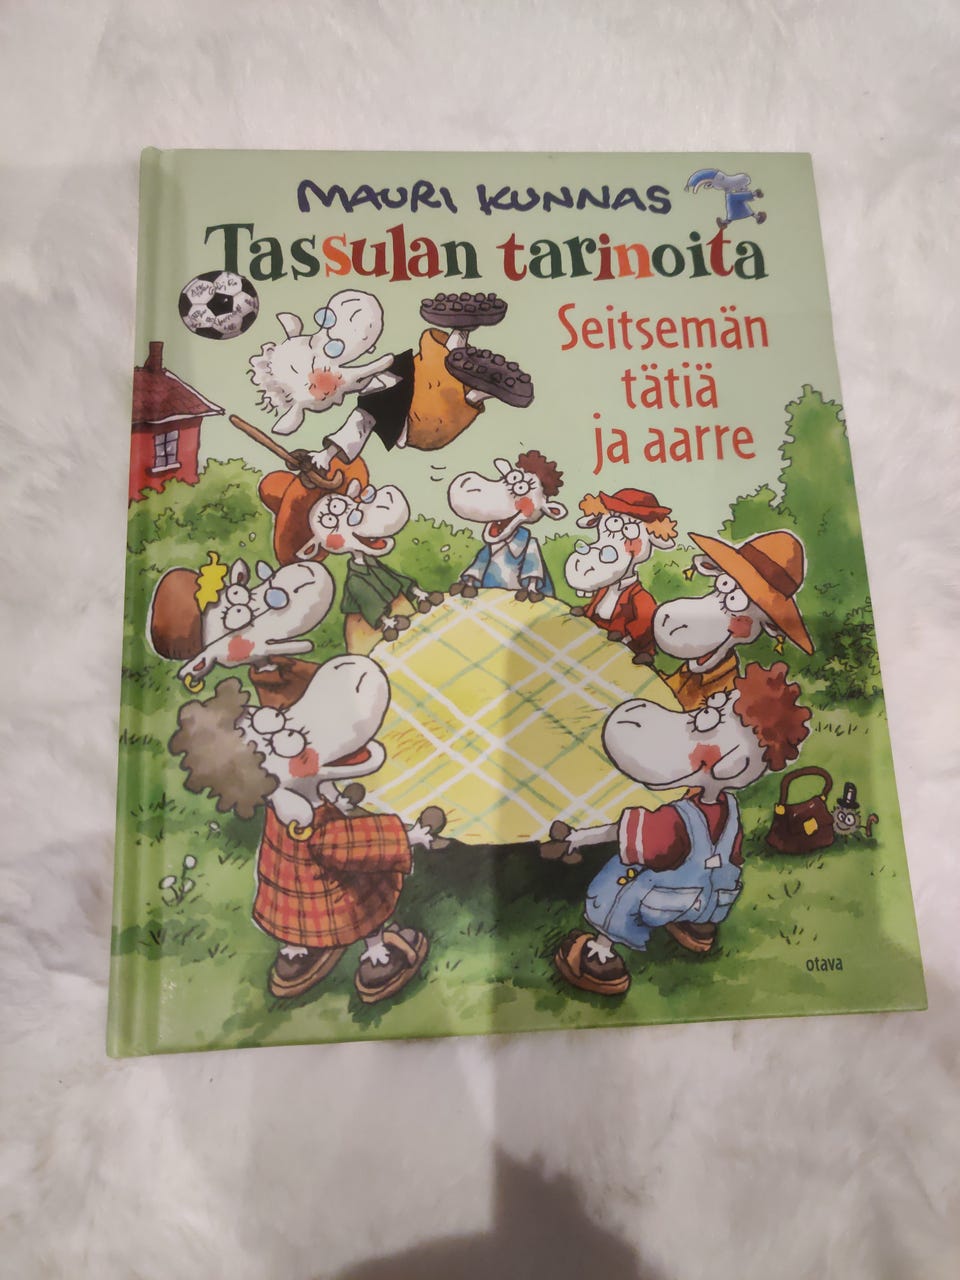 MAURI KUNNAS
Tassulan tarinoita
Seitsemän
tätiä
ja aarre
otava